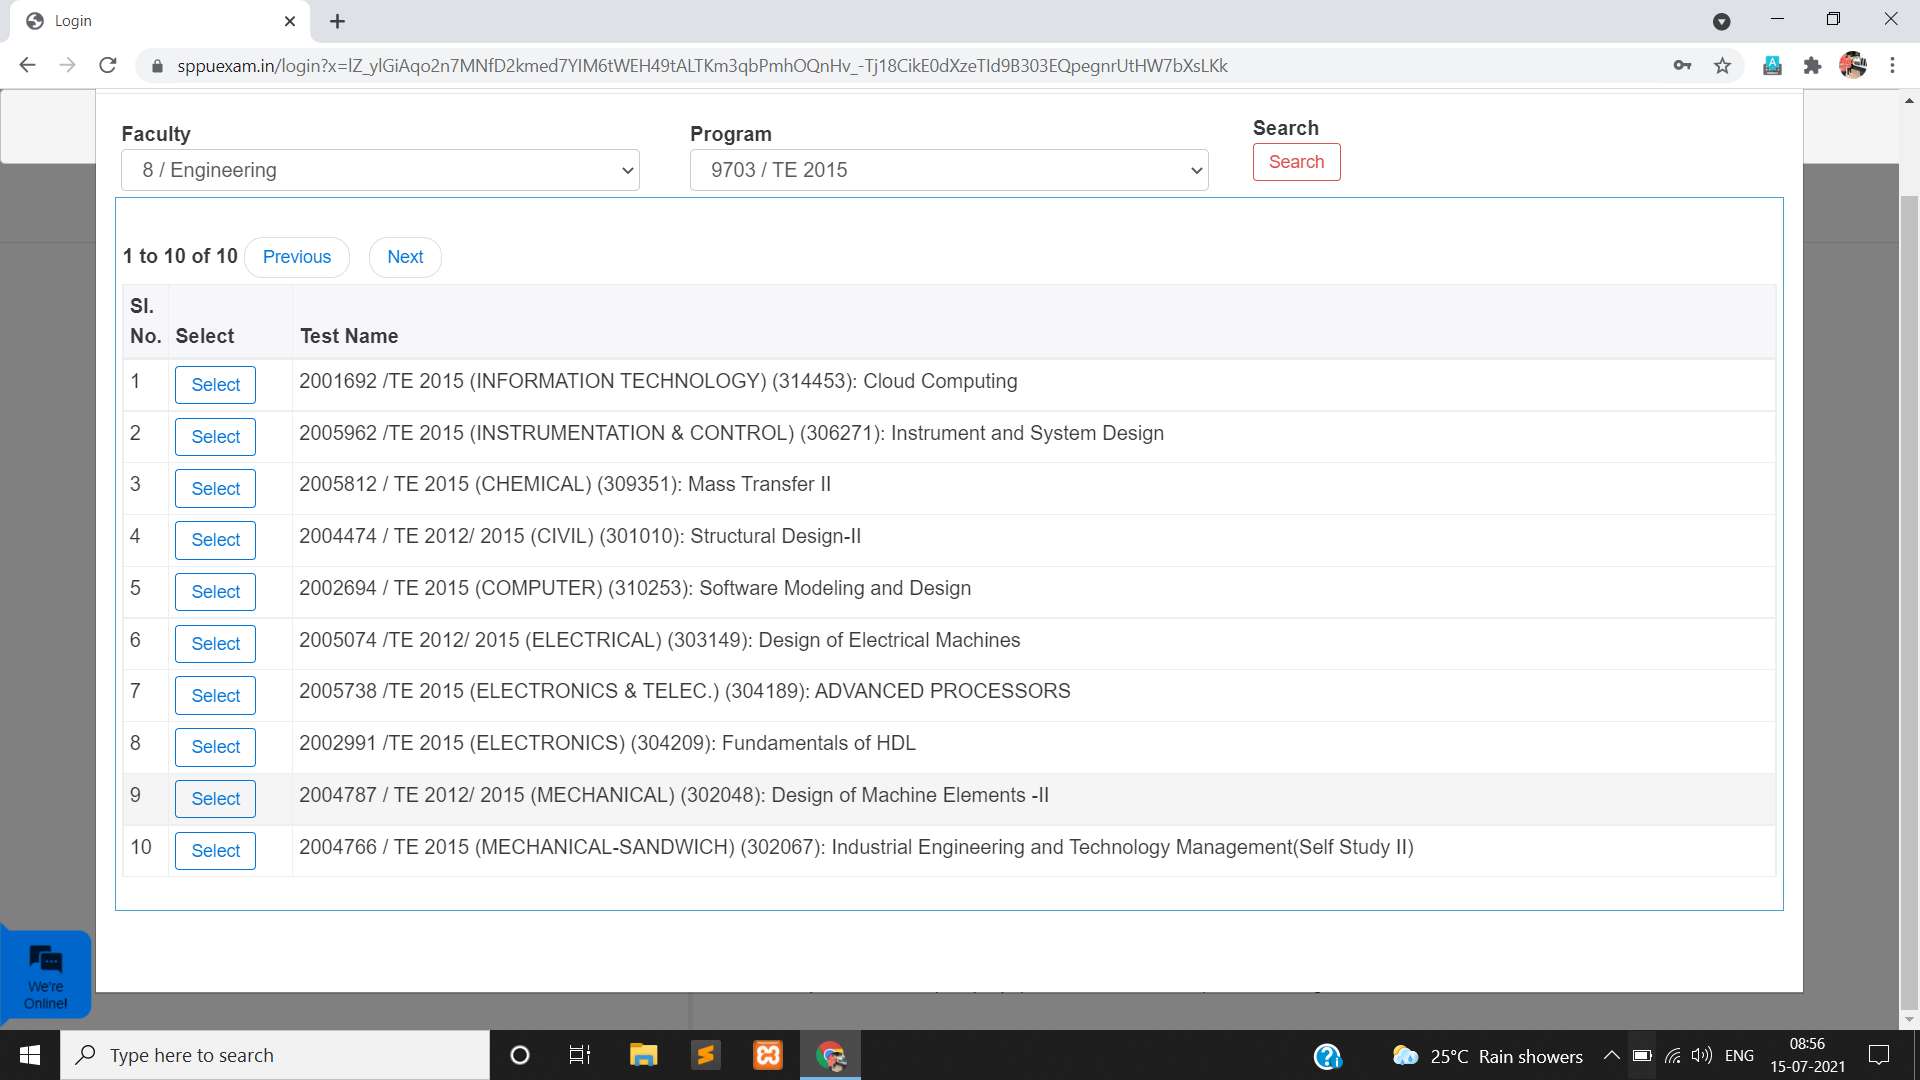 Login
sppuexam.in/login?x=lZ_ylGiAqo2n7MNfD2kmed7YIM6tWEH49tALTKm3qbPmhOQnHv_-Tj18CikE0dXzeTId9B303EQpegnrUtHW7bXsLKk
Faculty Program Search
8 / Engineering 9703 / TE 2015 Search
1 to 10 of 10 Previous Next
Sl. No. Select Test Name
1 Select 2001692 /TE 2015 (INFORMATION TECHNOLOGY) (314453): Cloud Computing
2 Select 2005962 /TE 2015 (INSTRUMENTATION & CONTROL) (306271): Instrument and System Design
3 Select 2005812 / TE 2015 (CHEMICAL) (309351): Mass Transfer II
4 Select 2004474 / TE 2012/ 2015 (CIVIL) (301010): Structural Design-II
5 Select 2002694 / TE 2015 (COMPUTER) (310253): Software Modeling and Design
6 Select 2005074 /TE 2012/ 2015 (ELECTRICAL) (303149): Design of Electrical Machines
7 Select 2005738 /TE 2015 (ELECTRONICS & TELEC.) (304189): ADVANCED PROCESSORS
8 Select 2002991 /TE 2015 (ELECTRONICS) (304209): Fundamentals of HDL
9 Select 2004787 / TE 2012/ 2015 (MECHANICAL) (302048): Design of Machine Elements -II
10 Select 2004766 / TE 2015 (MECHANICAL-SANDWICH) (302067): Industrial Engineering and Technology Management(Self Study II)
We're
Online!
Type here to search
25°C Rain showers
ENG
08:56
15-07-2021